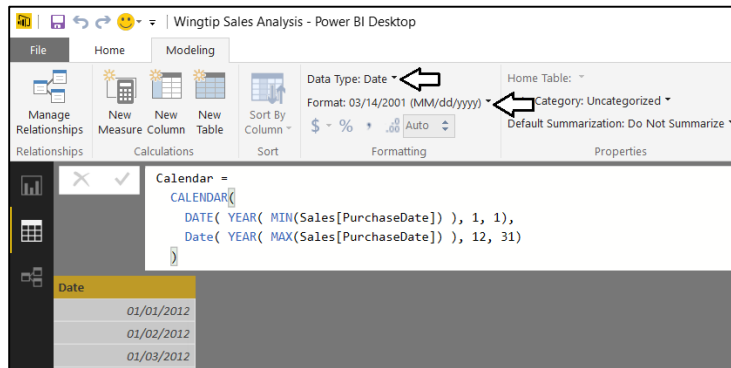 Wingtip Sales Analysis - Power BI Desktop
File Home Modeling
Manage Relationships
New Measure
New Column
New Table
Sort By Column
Data Type: Date
Format: 03/14/2001 (MM/dd/yyyy)
$ - % , .00 Auto
Home Table:
Category: Uncategorized
Default Summarization: Do Not Summarize
Relationships Calculations Sort Formatting Properties
Calendar =
CALENDAR(
DATE( YEAR( MIN(Sales[PurchaseDate]) ), 1, 1),
Date( YEAR( MAX(Sales[PurchaseDate]) ), 12, 31)
)
Date
01/01/2012
01/02/2012
01/03/2012